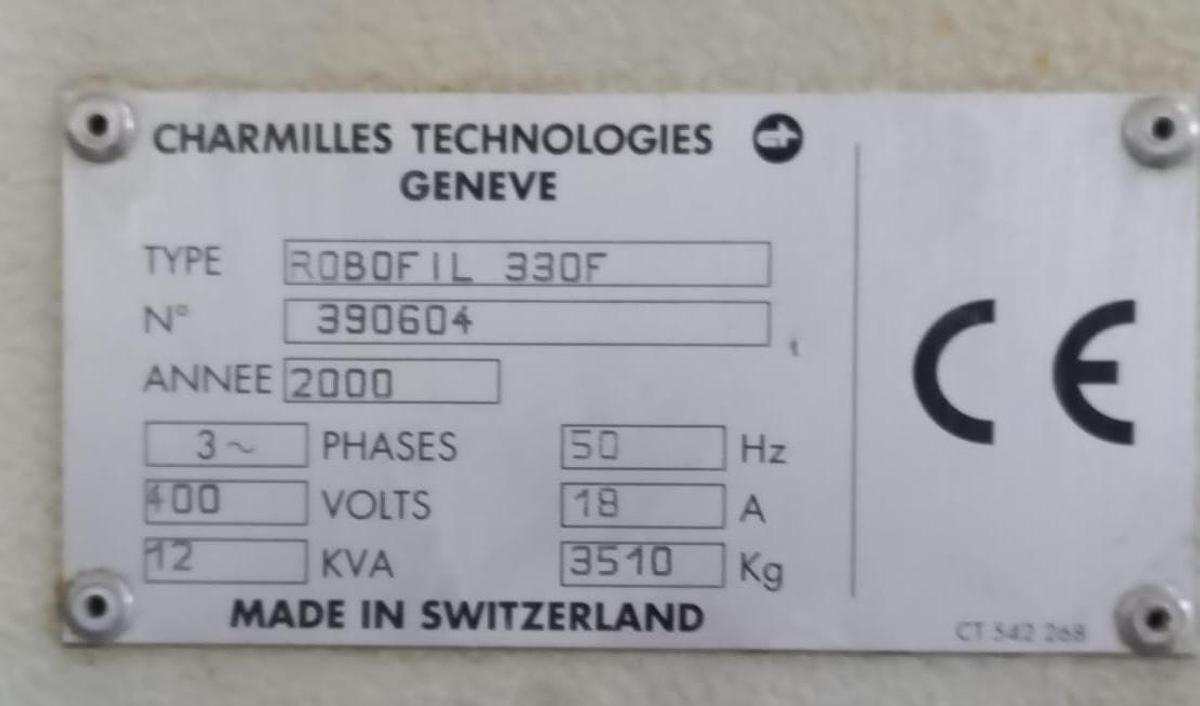 CHARMILLES TECHNOLOGIES
GENEVE
TYPE ROBOFIL 330F
N° 390604
ANNEE 2000
3~ PHASES 50 Hz
400 VOLTS 18 A
12 KVA 3510 Kg
MADE IN SWITZERLAND
CE
CT 542 268